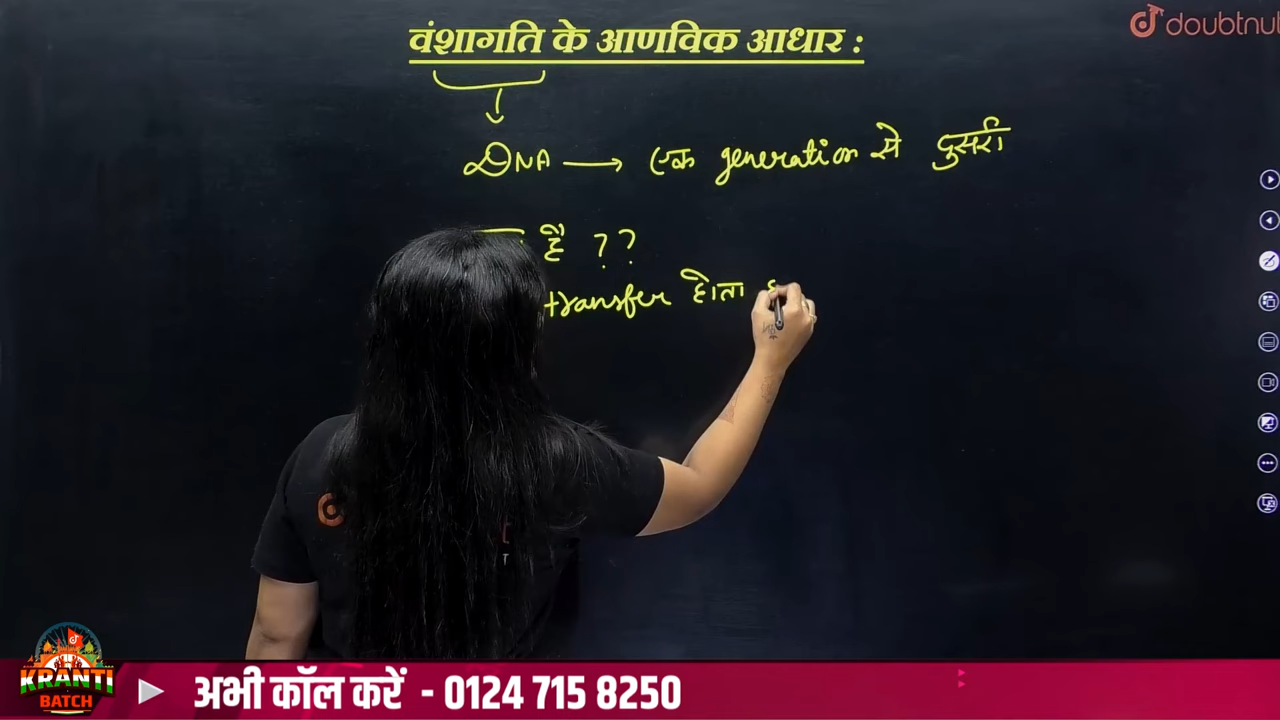 वंशागति के आणविक आधार :
doubtnut
DNA → एक generation से दुसरी
है ??
transfer होता
KRANTI
BATCH
अभी कॉल करें - 0124 715 8250